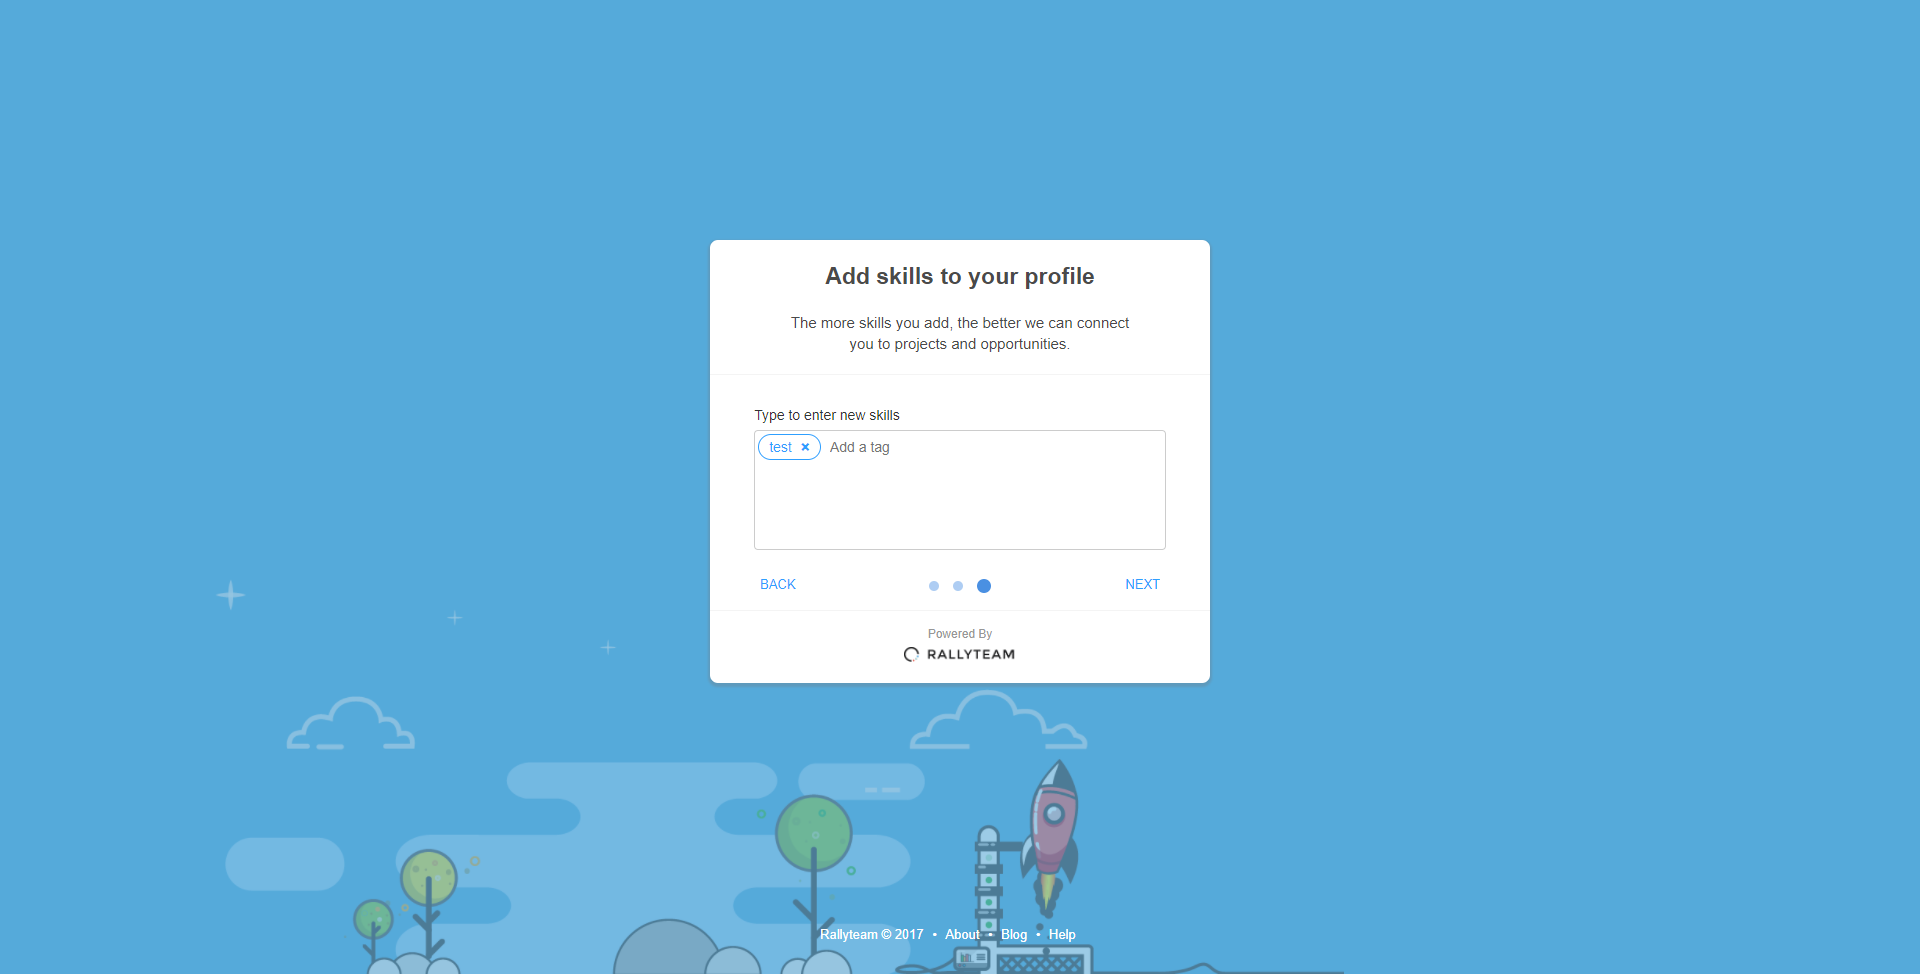 Add skills to your profile
The more skills you add, the better we can connect
you to projects and opportunities.
Type to enter new skills
test × Add a tag
BACK
NEXT
Powered By
RALLYTEAM
Rallyteam © 2017 • About • Blog • Help